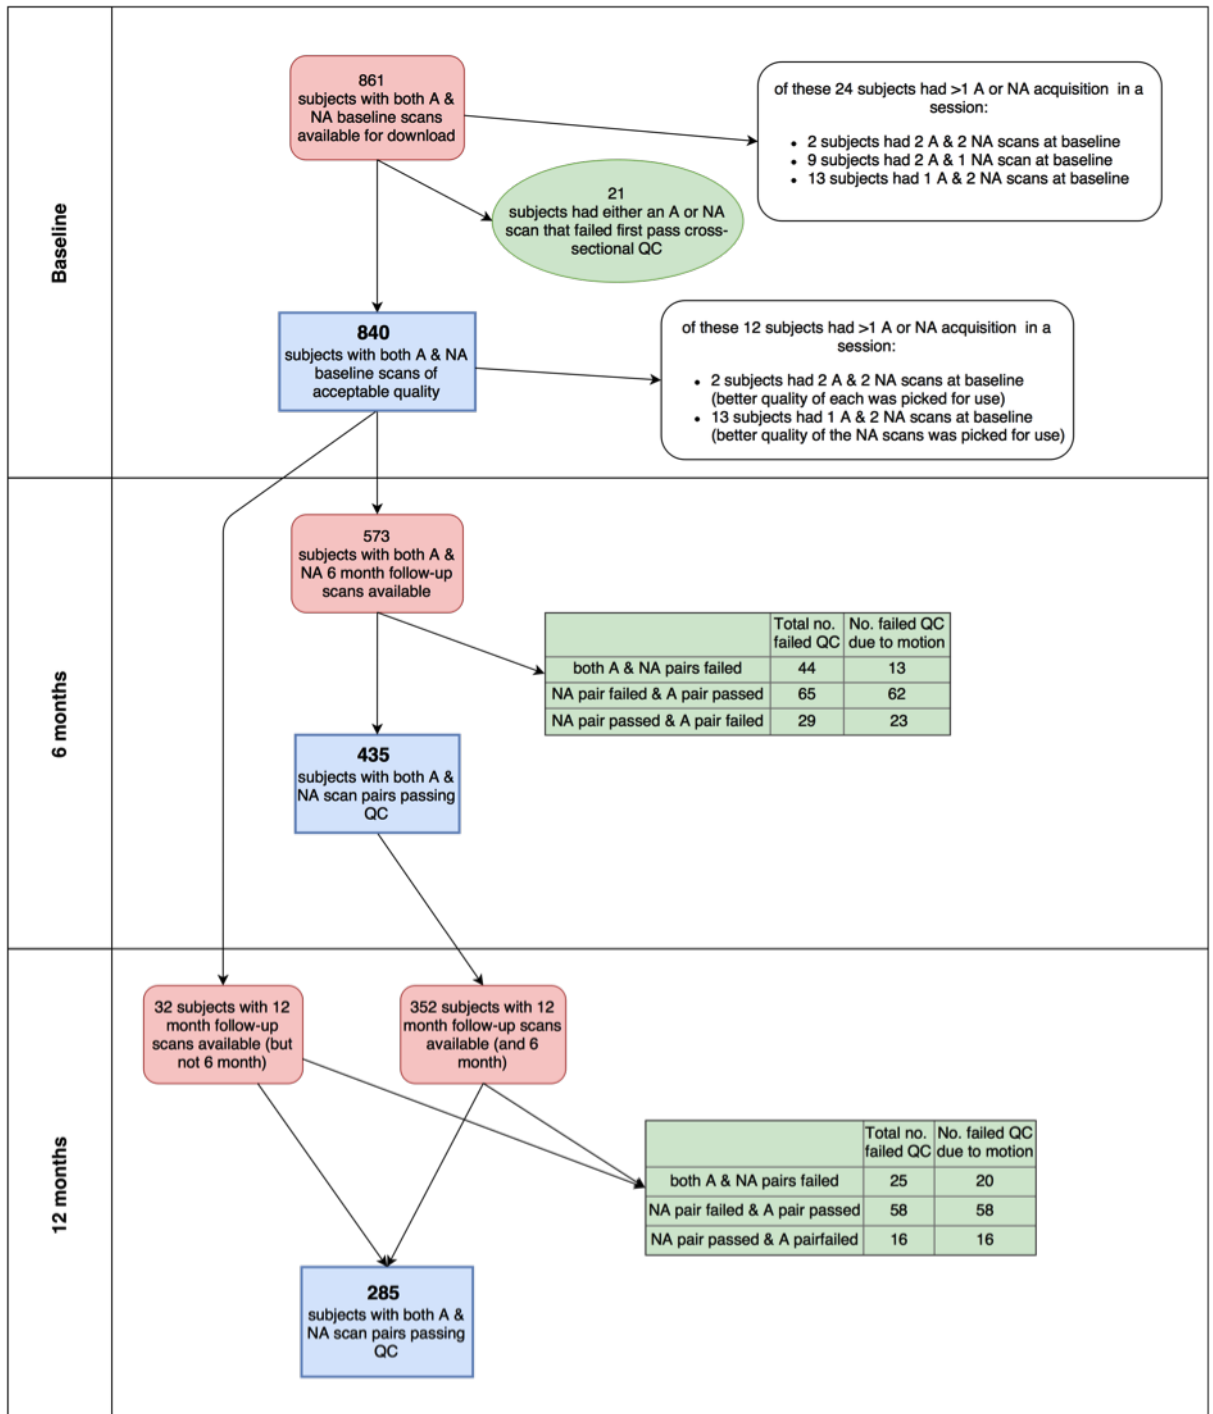 Baseline
861
subjects with both A &
NA baseline scans
available for download
of these 24 subjects had >1 A or NA acquisition in a
session:
• 2 subjects had 2 A & 2 NA scans at baseline
• 9 subjects had 2 A & 1 NA scan at baseline
• 13 subjects had 1 A & 2 NA scans at baseline
21
subjects had either an A or NA
scan that failed first pass cross-
sectional QC
840
subjects with both A & NA
baseline scans of
acceptable quality
of these 12 subjects had >1 A or NA acquisition in a
session:
• 2 subjects had 2 A & 2 NA scans at baseline
(better quality of each was picked for use)
• 13 subjects had 1 A & 2 NA scans at baseline
(better quality of the NA scans was picked for use)
6 months
573
subjects with both A &
NA 6 month follow-up
scans available
Total no. No. failed QC
failed QC due to motion
both A & NA pairs failed 44 13
NA pair failed & A pair passed 65 62
NA pair passed & A pair failed 29 23
435
subjects with both A &
NA scan pairs passing
QC
12 months
32 subjects with 12
month follow-up
scans available (but
not 6 month)
352 subjects with 12
month follow-up scans
available (and 6
month)
Total no. No. failed QC
failed QC due to motion
both A & NA pairs failed 25 20
NA pair failed & A pair passed 58 58
NA pair passed & A pairfailed 16 16
285
subjects with both A &
NA scan pairs passing
QC